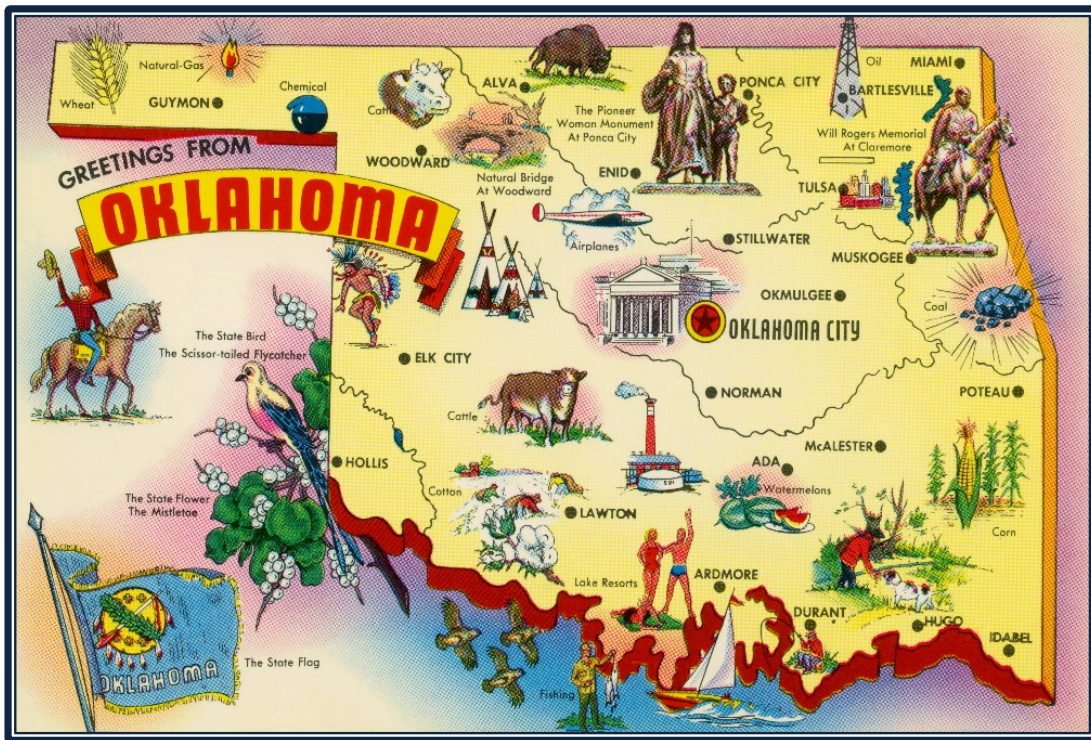 Wheat
Natural-Gas
GUYMON
Chemical
GREETINGS FROM
OKLAHOMA
Cattle
ALVA
WOODWARD
Natural Bridge
At Woodward
The Pioneer
Woman Monument
At Ponca City
PONCA CITY
Oil
MIAMI
BARTLESVILLE
Will Rogers Memorial
At Claremore
ENID
TULSA
Airplanes
STILLWATER
MUSKOGEE
OKMULGEE
Coal
OKLAHOMA CITY
The State Bird
The Scissor-tailed Flycatcher
ELK CITY
NORMAN
POTEAU
Cattle
McALESTER
HOLLIS
ADA
Watermelons
Cotton
LAWTON
Corn
The State Flower
The Mistletoe
Lake Resorts
ARDMORE
DURANT
HUGO
IDABEL
OKLAHOMA
The State Flag
Fishing